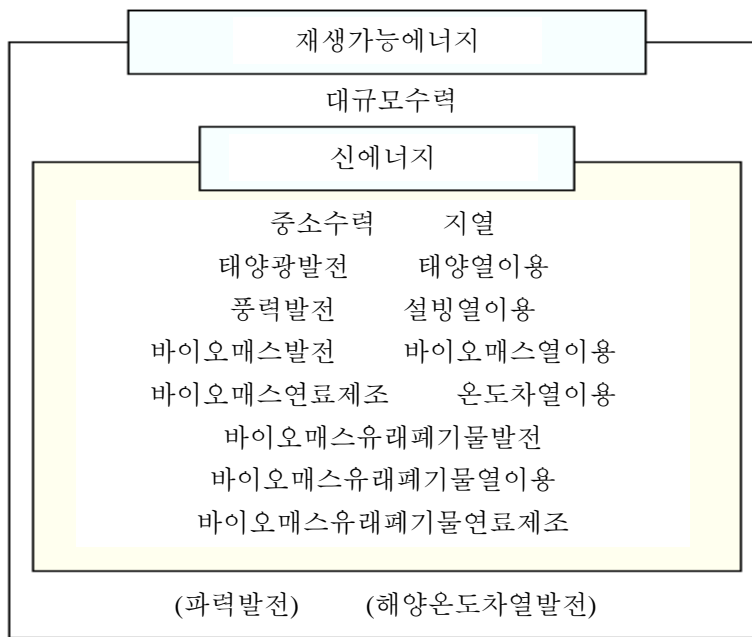 재생가능에너지
대규모수력
신에너지
중소수력 지열
태양광발전 태양열이용
풍력발전 설빙열이용
바이오매스발전 바이오매스열이용
바이오매스연료제조 온도차열이용
바이오매스유래폐기물발전
바이오매스유래폐기물열이용
바이오매스유래폐기물연료제조
(파력발전) (해양온도차열발전)